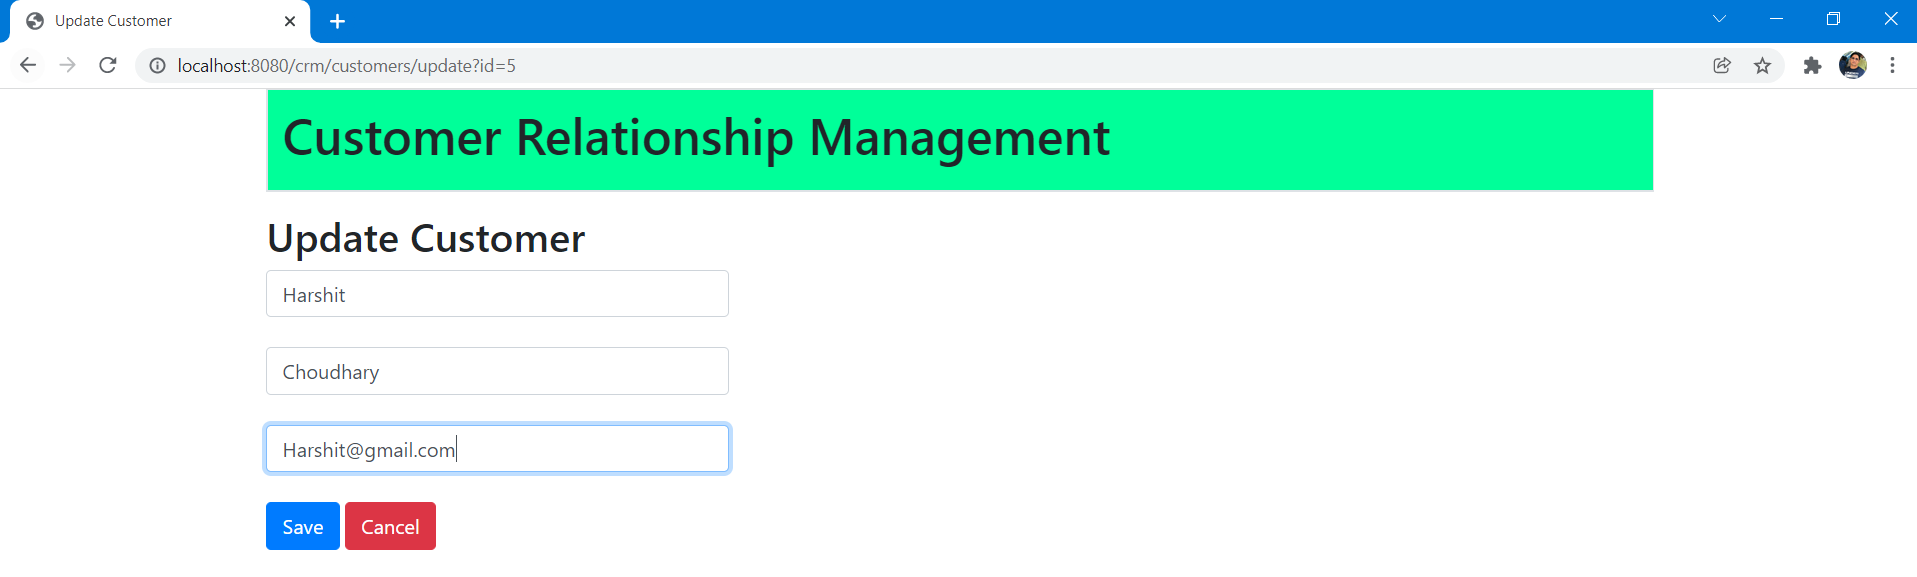 Update Customer
localhost:8080/crm/customers/update?id=5
Customer Relationship Management
Update Customer
Harshit
Choudhary
Harshit@gmail.com
Save Cancel